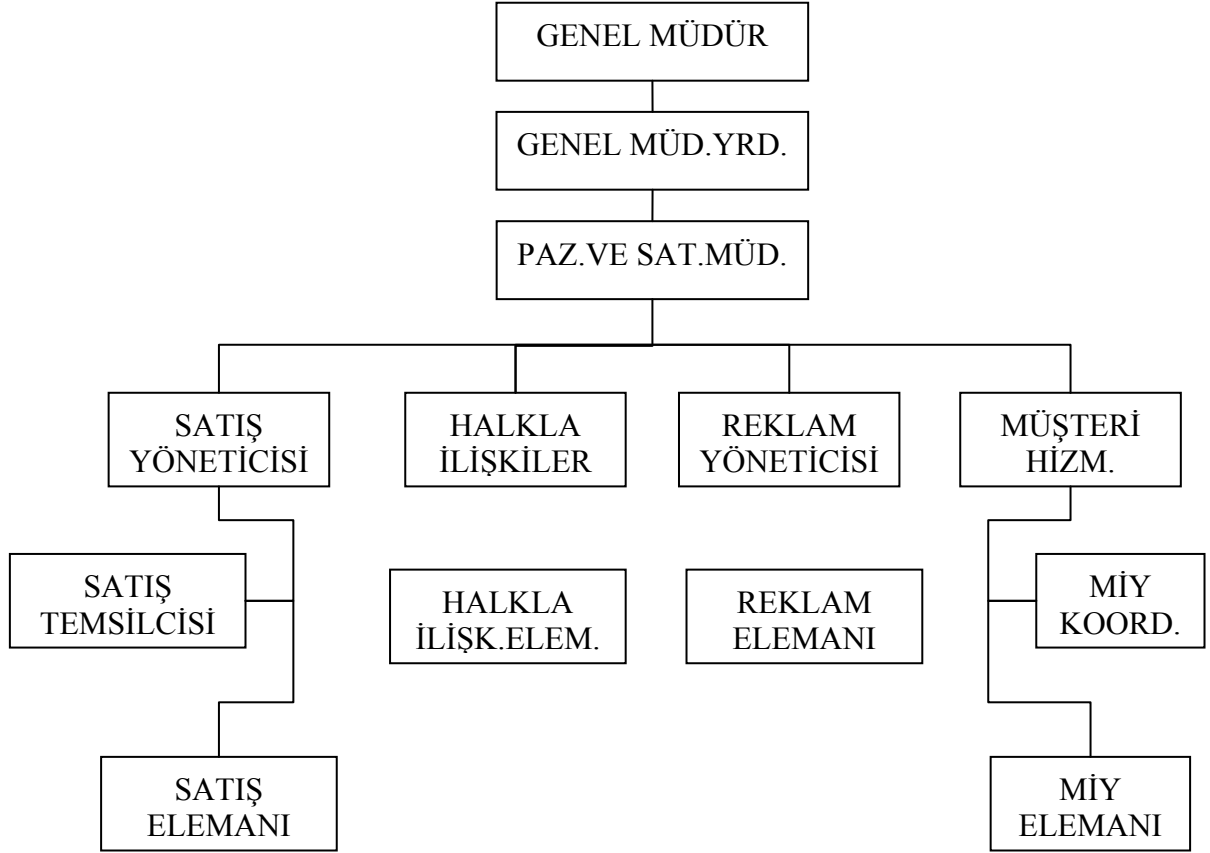 GENEL MÜDÜR
GENEL MÜD.YRD.
PAZ.VE SAT.MÜD.
SATIŞ
YÖNETİCİSİ
HALKLA
İLİŞKİLER
REKLAM
YÖNETİCİSİ
MÜŞTERİ
HİZM.
SATIŞ
TEMSİLCİSİ
HALKLA
İLİŞK.ELEM.
REKLAM
ELEMANI
MİY
KOORD.
SATIŞ
ELEMANI
MİY
ELEMANI